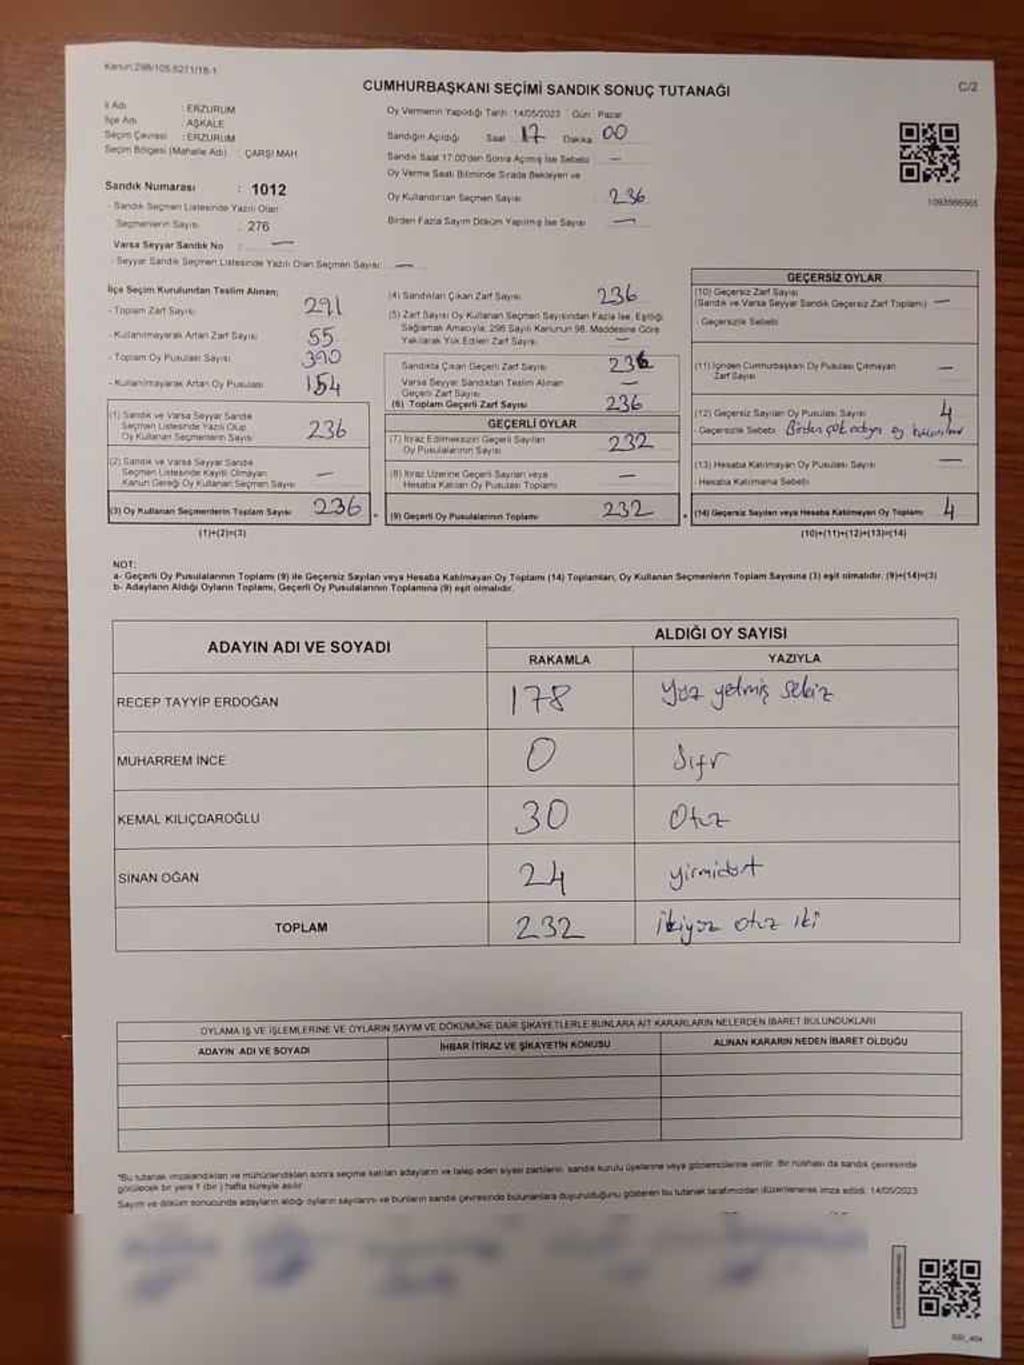 Kanun:298/105,6271/18-1
CUMHURBAŞKANI SEÇİMİ SANDIK SONUÇ TUTANAĞI
C/2
İl Adı : ERZURUM
İlçe Adı : AŞKALE
Seçim Çevresi : ERZURUM
Seçim Bölgesi (Mahalle Adı) : ÇARŞI MAH
Sandık Numarası : 1012
- Sandık Seçmen Listesinde Yazılı Olan
Seçmenlerin Sayısı : 276
Varsa Seyyar Sandık No : —
- Seyyar Sandık Seçmen Listesinde Yazılı Olan Seçmen Sayısı: —
Oy Vermenin Yapıldığı Tarih :14/05/2023 Gün: Pazar
Sandığın Açıldığı Saat 17 Dakika 00
Sandık Saat 17:00'den Sonra Açılmış İse Sebebi —
Oy Verme Saati Bitiminde Sırada Bekleyen ve
Oy Kullandırılan Seçmen Sayısı 236
Birden Fazla Sayım Döküm Yapılmış İse Sayısı —
1093566565
İlçe Seçim Kurulundan Teslim Alınan;
- Toplam Zarf Sayısı 291
- Kullanılmayarak Artan Zarf Sayısı 55
- Toplam Oy Pusulası Sayısı 390
- Kullanılmayarak Artan Oy Pusulası 154
(1) Sandık ve Varsa Seyyar Sandık
Seçmen Listesinde Yazılı Olup
Oy Kullanan Seçmenlerin Sayısı 236
(2) Sandık ve Varsa Seyyar Sandık
Seçmen Listesinde Kayıtlı Olmayan
Kanun Gereği Oy Kullanan Seçmen Sayısı —
(3) Oy Kullanan Seçmenlerin Toplam Sayısı 236
(1)+(2)=(3)
(4) Sandıktan Çıkan Zarf Sayısı 236
(5) Zarf Sayısı Oy Kullanan Seçmen Sayısından Fazla İse, Eşitliği
Sağlamak Amacıyla, 298 Sayılı Kanunun 98. Maddesine Göre
Yakılarak Yok Edilen Zarf Sayısı —
Sandıkta Çıkan Geçerli Zarf Sayısı 236
Varsa Seyyar Sandıktan Teslim Alınan
Geçerli Zarf Sayısı —
(6) Toplam Geçerli Zarf Sayısı 236
GEÇERLİ OYLAR
(7) İtiraz Edilmeksizin Geçerli Sayılan
Oy Pusulalarının Sayısı 232
(8) İtiraz Üzerine Geçerli Sayılan veya
Hesaba Katılan Oy Pusulası Toplamı —
(9) Geçerli Oy Pusulalarının Toplamı 232
GEÇERSİZ OYLAR
(10) Geçersiz Zarf Sayısı
(Sandık ve Varsa Seyyar Sandık Geçersiz Zarf Toplamı) —
- Geçersizlik Sebebi
(11) İçinden Cumhurbaşkanı Oy Pusulası Çıkmayan
Zarf Sayısı —
(12) Geçersiz Sayılan Oy Pusulası Sayısı 4
- Geçersizlik Sebebi Birden çok adaya oy
(13) Hesaba Katılmayan Oy Pusulası Sayısı —
- Hesaba Katılmama Sebebi
(14) Geçersiz Sayılan veya Hesaba Katılmayan Oy Toplamı 4
(10)+(11)+(12)+(13)=(14)
NOT:
a- Geçerli Oy Pusulalarının Toplamı (9) ile Geçersiz Sayılan veya Hesaba Katılmayan Oy Toplamı (14) Toplamları, Oy Kullanan Seçmenlerin Toplam Sayısına (3) eşit olmalıdır. (9)+(14)=(3)
b- Adayların Aldığı Oyların Toplamı, Geçerli Oy Pusulalarının Toplamına (9) eşit olmalıdır.
ADAYIN ADI VE SOYADI
ALDIĞI OY SAYISI
RAKAMLA YAZIYLA
RECEP TAYYİP ERDOĞAN 178 Yüz yetmiş sekiz
MUHARREM İNCE 0 Sıfır
KEMAL KILIÇDAROĞLU 30 Otuz
SİNAN OĞAN 24 yirmidört
TOPLAM 232 ikiyüz otuz iki
OYLAMA İŞ VE İŞLEMLERİNE VE OYLARIN SAYIM VE DÖKÜMÜNE DAİR ŞİKAYETLERLE BUNLARA AİT KARARLARIN NELERDEN İBARET BULUNDUKLARI
ADAYIN ADI VE SOYADI İHBAR İTİRAZ VE ŞİKAYETİN KONUSU ALINAN KARARIN NEDEN İBARET OLDUĞU
*Bu tutanak imzalandıktan ve mühürlendikten sonra seçime katılan adayların ve talep eden siyasi partilerin, sandık kurulu üyelerine veya gözlemcilerine verilir. Bir nüshası da sandık çevresinde
görülecek bir yere 1 (bir ) hafta süreyle asılır.
Sayım ve döküm sonucunda adayların aldığı oyların sayılarını ve bunların sandık çevresinde bulunanlara duyurulduğunu gösteren bu tutanak tarafımızdan düzenlenerek imza edildi. 14/05/2023